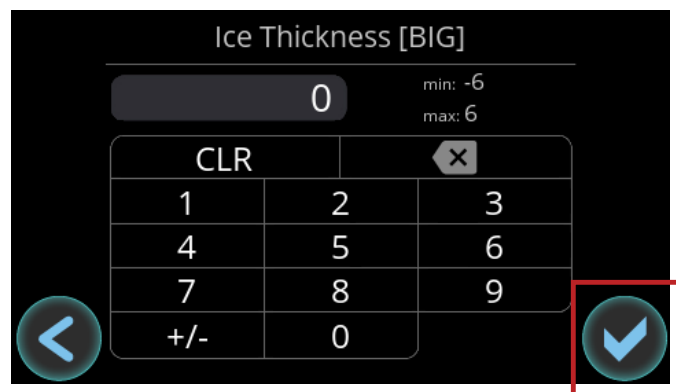 Ice Thickness [BIG]
0
min: -6
max: 6
CLR
1 2 3
4 5 6
7 8 9
+/- 0